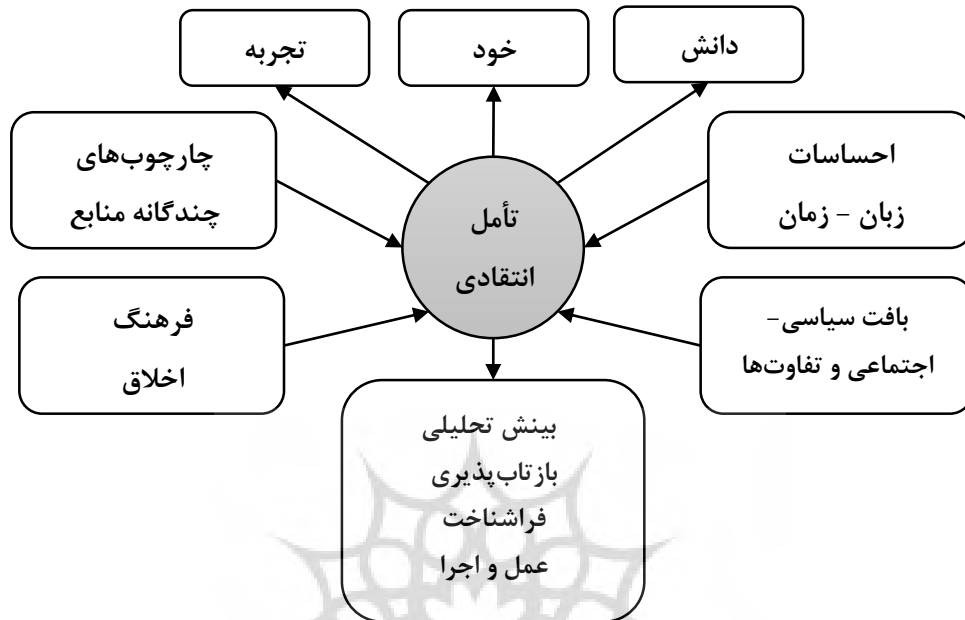 دانش
خود
تجربه
احساسات
زبان – زمان
چارچوب‌های
چندگانه منابع
تأمل
انتقادی
بافت سیاسی–
اجتماعی و تفاوت‌ها
فرهنگ
اخلاق
بینش تحلیلی
بازتاب‌پذیری
فراشناخت
عمل و اجرا